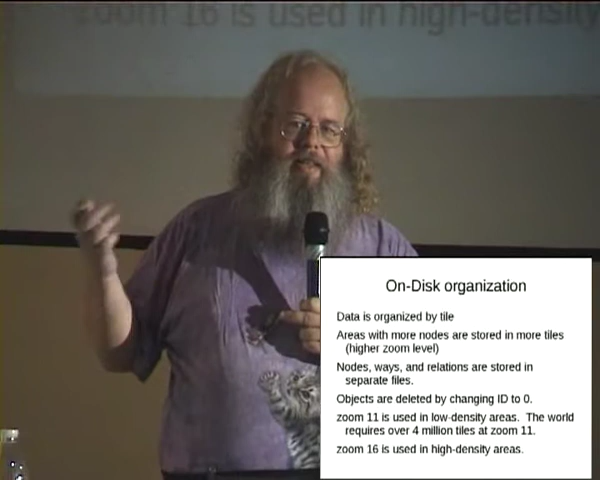 zoom 16 is used in high-density
On-Disk organization
Data is organized by tile
Areas with more nodes are stored in more tiles
(higher zoom level)
Nodes, ways, and relations are stored in
separate files.
Objects are deleted by changing ID to 0.
zoom 11 is used in low-density areas. The world
requires over 4 million tiles at zoom 11.
zoom 16 is used in high-density areas.